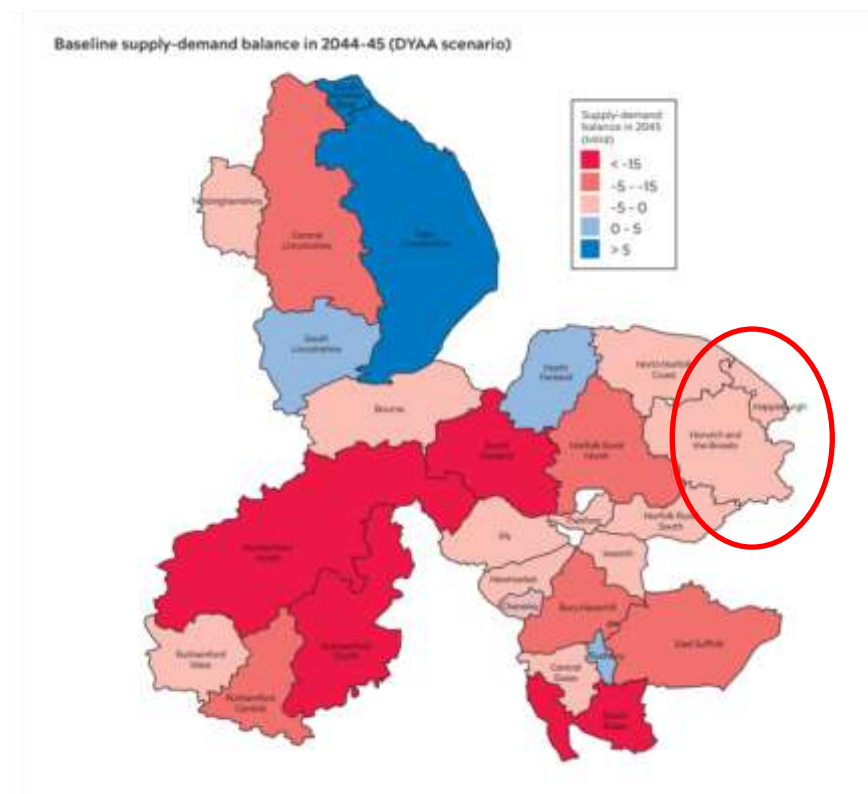 Baseline supply-demand balance in 2044-45 (DYAA scenario)
Supply-demand
balance in 2045
< -15
-5 - -15
-5 - 0
0 - 5
> 5
Nottinghamshire
Central
Lincolnshire
East
Lincolnshire
South
Lincolnshire
Bourne
North
Fenland
North Norfolk
Coast
Happisburgh
Norwich and
the Broads
South
Fenland
Norfolk Rural
North
Norfolk Rural
South
Ely
Newmarket
Cheveley
Ixworth
Bury Haverhill
East Suffolk
Sudbury
Central
Essex
South
Essex
Ruthamford
North
Ruthamford
South
Ruthamford
West
Ruthamford
Central